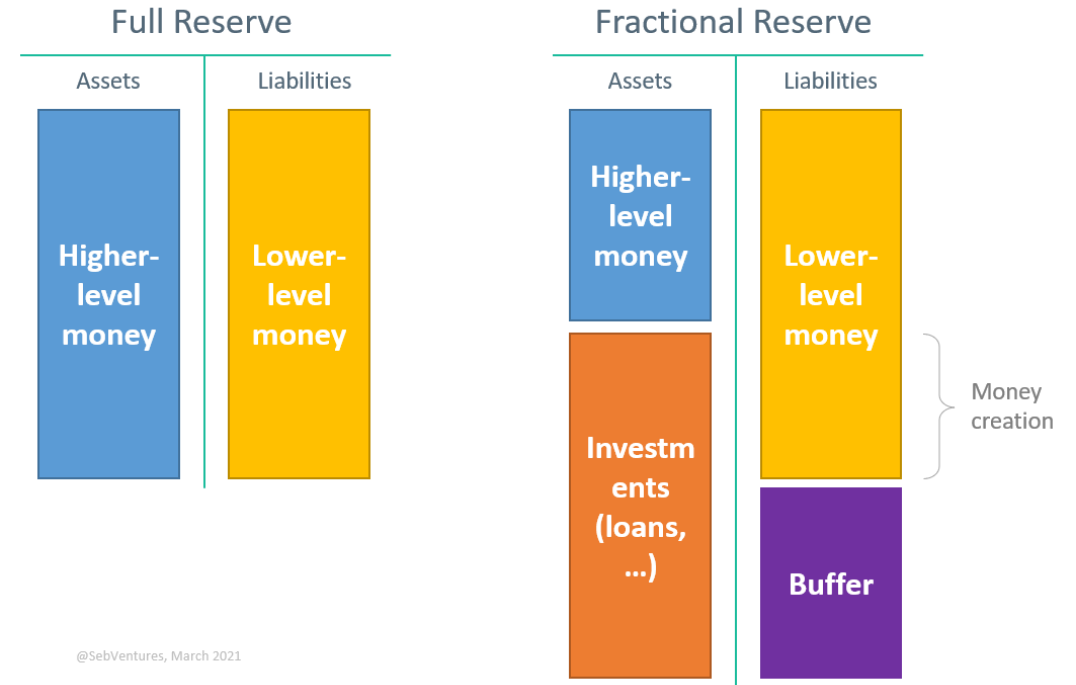 Full Reserve
Assets
Liabilities
Higher-
level
money
Lower-
level
money
Fractional Reserve
Assets
Liabilities
Higher-
level
money
Investm
ents
(loans,
...)
Lower-
level
money
Buffer
Money
creation
@SebVentures, March 2021